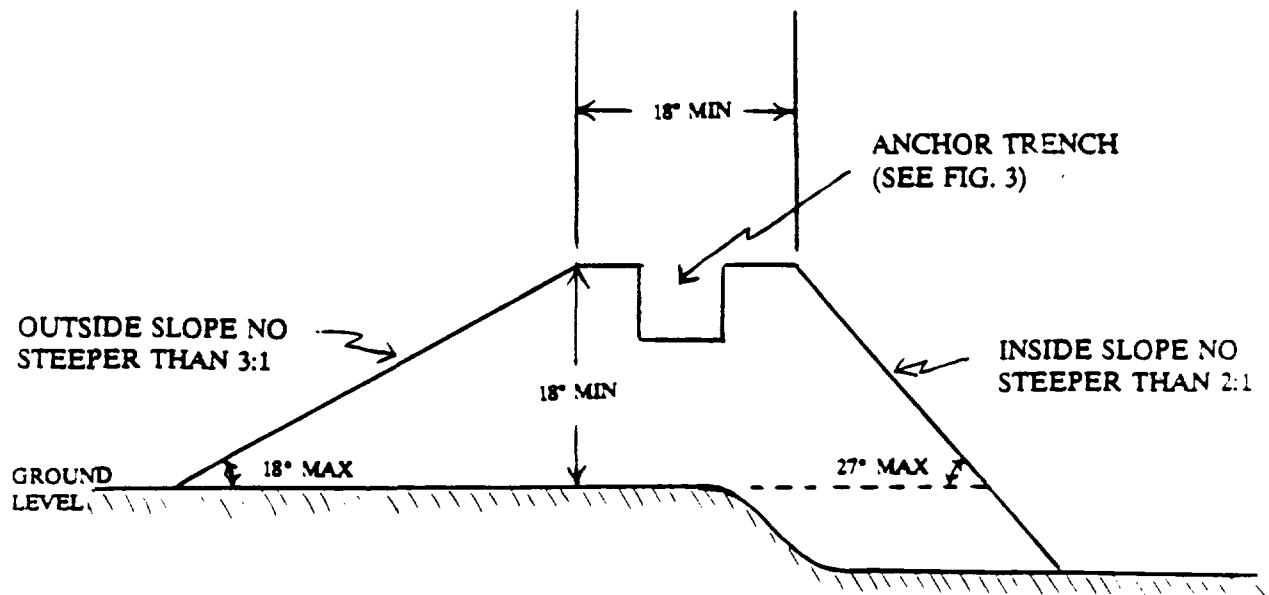 18" MIN
ANCHOR TRENCH
(SEE FIG. 3)
OUTSIDE SLOPE NO
STEEPER THAN 3:1
INSIDE SLOPE NO
STEEPER THAN 2:1
18" MIN
18° MAX
27° MAX
GROUND
LEVEL